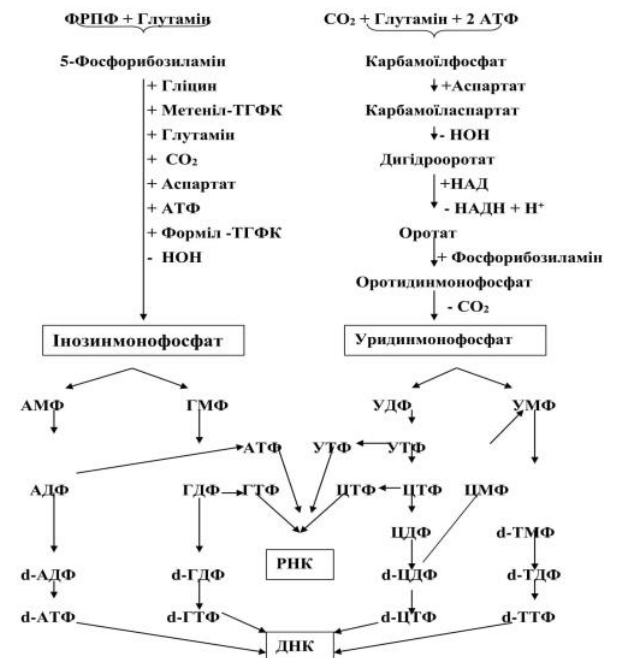 ФРПФ + Глутамін
5-Фосфорибозиламін
+ Гліцин
+ Метеніл-ТГФК
+ Глутамін
+ CO₂
+ Аспартат
+ АТФ
+ Форміл -ТГФК
- НОН
Інозинмонофосфат
CO₂ + Глутамін + 2 АТФ
Карбамоїлфосфат
+Аспартат
Карбамоїласпартат
- НОН
Дигідрооротат
+НАД
- НАДН + Н⁺
Оротат
+ Фосфорибозиламін
Оротидинмонофосфат
- CO₂
Уридинмонофосфат
АМФ ГМФ УДФ УМФ
АТФ УТФ УТФ
АДФ ГДФ ГТФ ЦТФ ЦТФ ЦМФ
ЦДФ d-ТМФ
РНК
d-АДФ d-ГДФ d-ЦДФ d-ТДФ
d-АТФ d-ГТФ d-ЦТФ d-ТТФ
ДНК